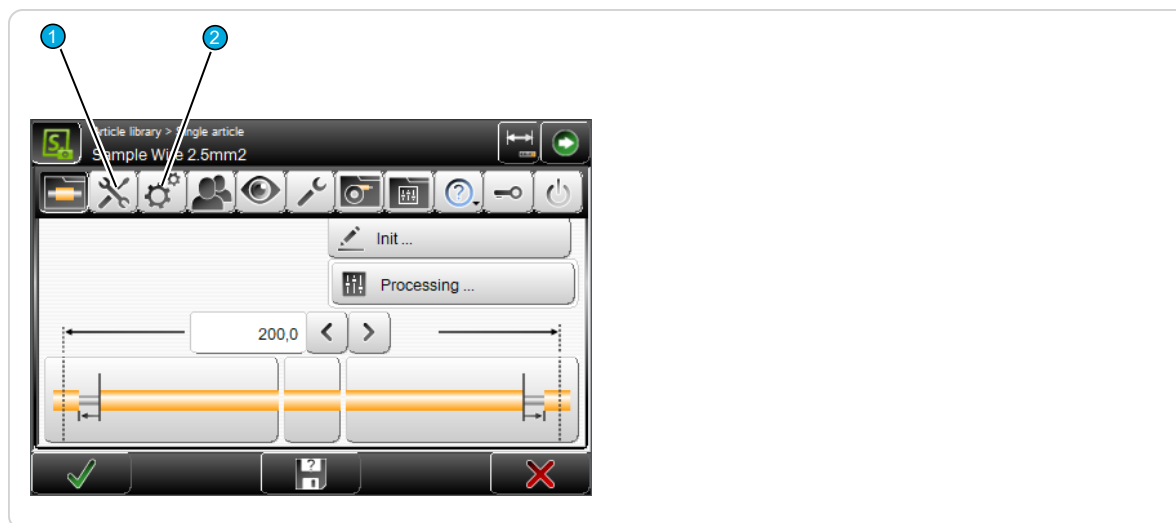 1 2
Article library > Single article
Sample Wire 2.5mm2
Init ...
Processing ...
200,0